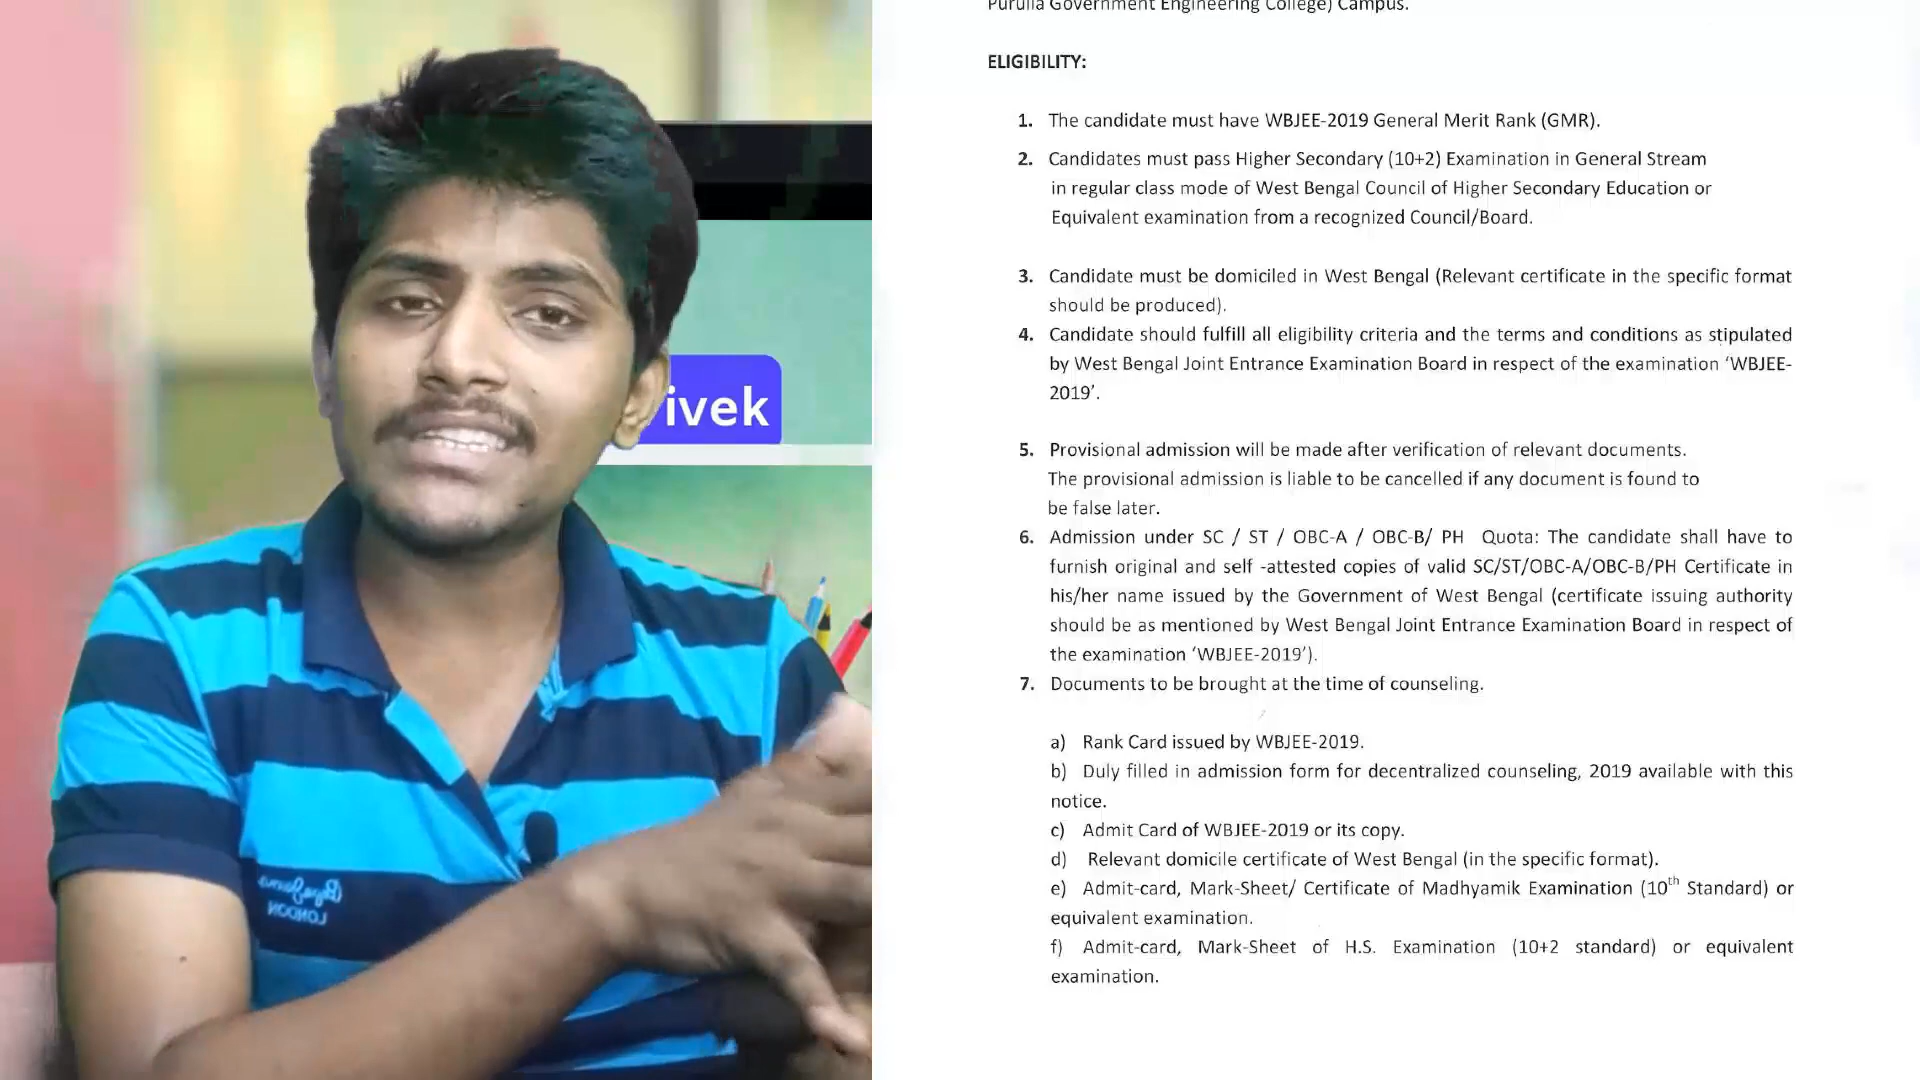 Purulia Government Engineering College) Campus.
ELIGIBILITY:
1. The candidate must have WBJEE-2019 General Merit Rank (GMR).
2. Candidates must pass Higher Secondary (10+2) Examination in General Stream
in regular class mode of West Bengal Council of Higher Secondary Education or
Equivalent examination from a recognized Council/Board.
3. Candidate must be domiciled in West Bengal (Relevant certificate in the specific format
should be produced).
4. Candidate should fulfill all eligibility criteria and the terms and conditions as stipulated
by West Bengal Joint Entrance Examination Board in respect of the examination ‘WBJEE-
2019’.
5. Provisional admission will be made after verification of relevant documents.
The provisional admission is liable to be cancelled if any document is found to
be false later.
6. Admission under SC / ST / OBC-A / OBC-B/ PH Quota: The candidate shall have to
furnish original and self -attested copies of valid SC/ST/OBC-A/OBC-B/PH Certificate in
his/her name issued by the Government of West Bengal (certificate issuing authority
should be as mentioned by West Bengal Joint Entrance Examination Board in respect of
the examination ‘WBJEE-2019’).
7. Documents to be brought at the time of counseling.
a) Rank Card issued by WBJEE-2019.
b) Duly filled in admission form for decentralized counseling, 2019 available with this
notice.
c) Admit Card of WBJEE-2019 or its copy.
d) Relevant domicile certificate of West Bengal (in the specific format).
e) Admit-card, Mark-Sheet/ Certificate of Madhyamik Examination (10th Standard) or
equivalent examination.
f) Admit-card, Mark-Sheet of H.S. Examination (10+2 standard) or equivalent
examination.
ivek
LONDON